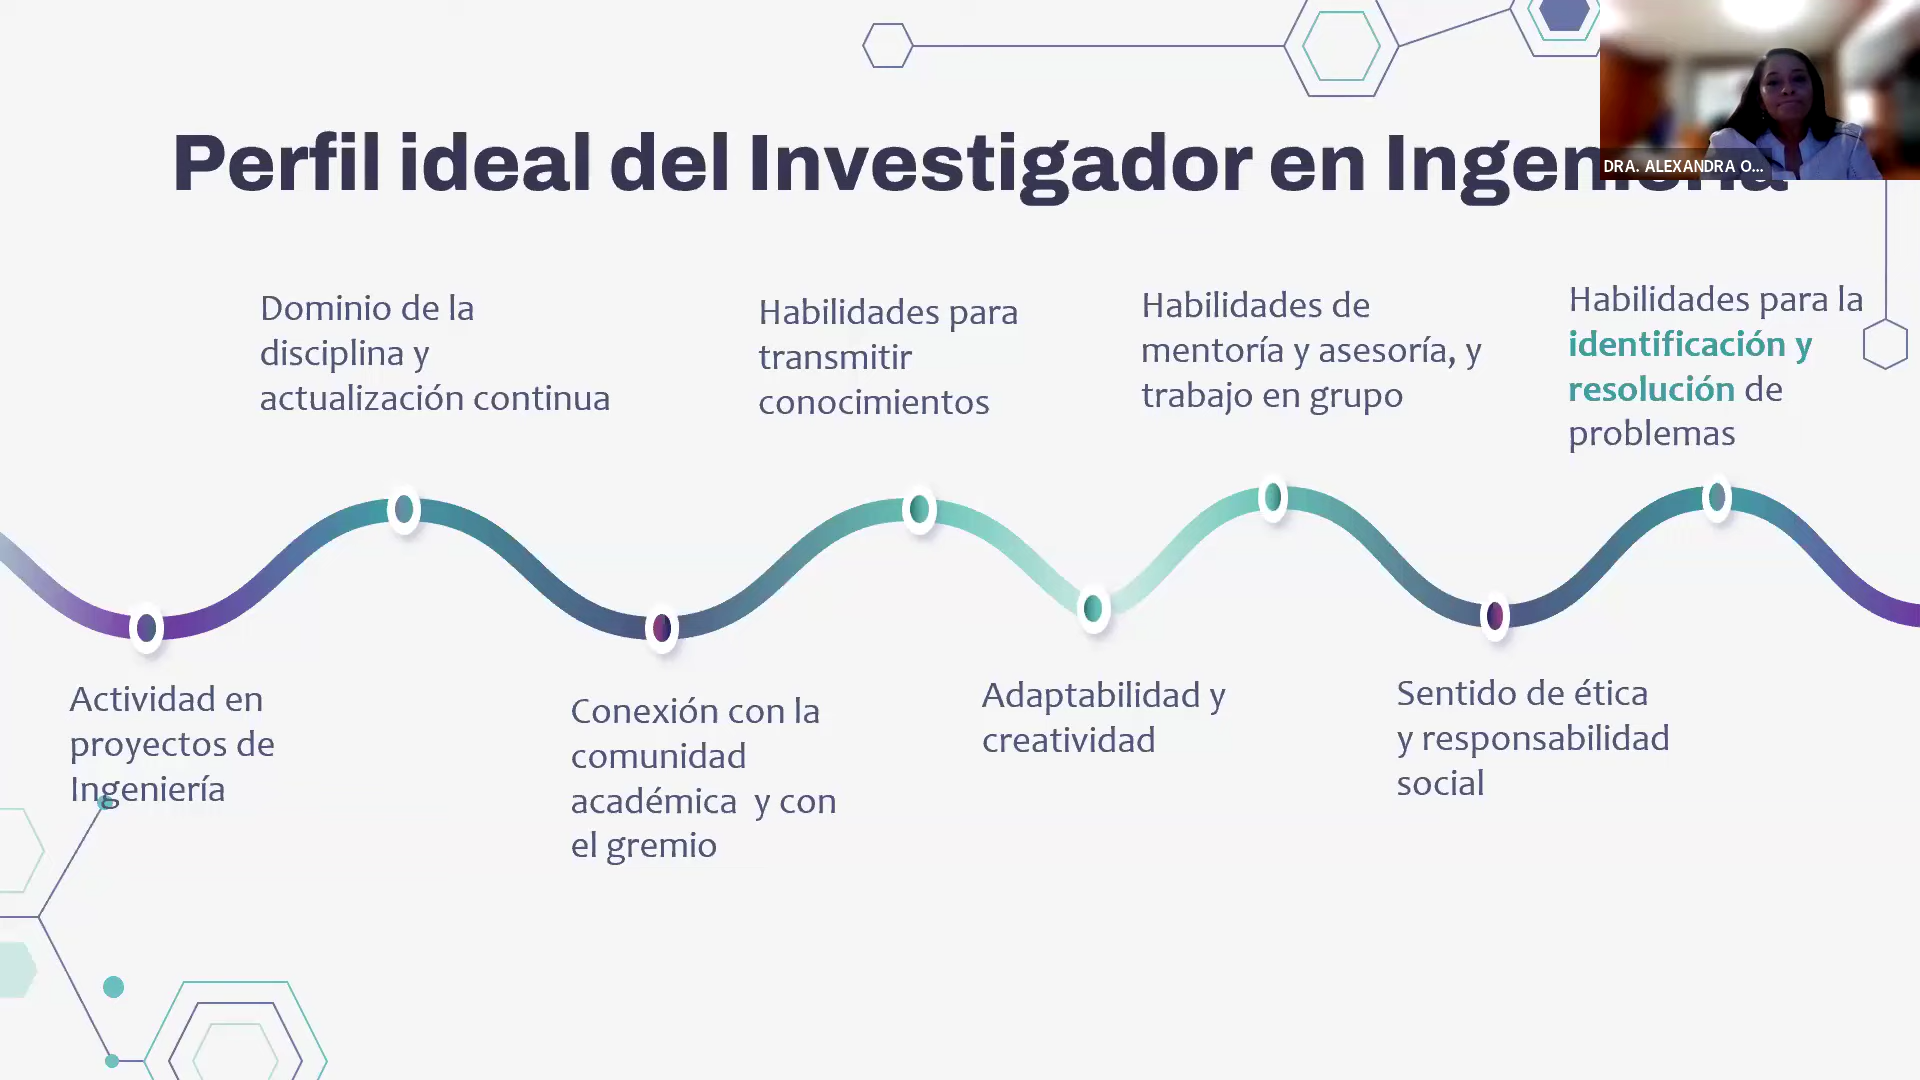 Perfil ideal del Investigador en Ingeniería
DRA. ALEXANDRA O...
Dominio de la
disciplina y
actualización continua
Habilidades para
transmitir
conocimientos
Habilidades de
mentoría y asesoría, y
trabajo en grupo
Habilidades para la
identificación y
resolución de
problemas
Actividad en
proyectos de
Ingeniería
Conexión con la
comunidad
académica  y con
el gremio
Adaptabilidad y
creatividad
Sentido de ética
y responsabilidad
social